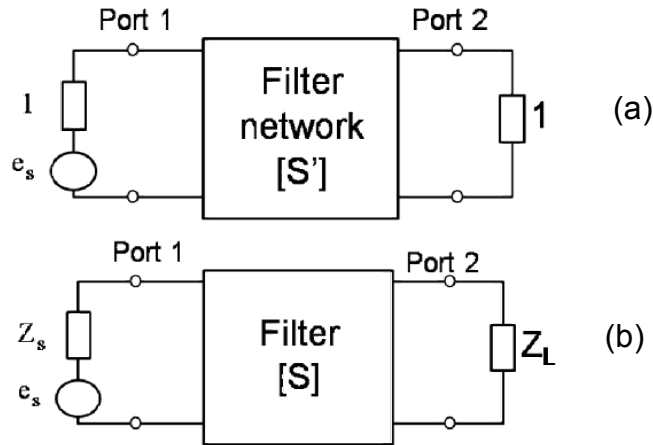 Port 1
Port 2
1
Filter
network
[S']
1
(a)
e_s
Port 1
Port 2
Z_s
Filter
[S]
Z_L
(b)
e_s